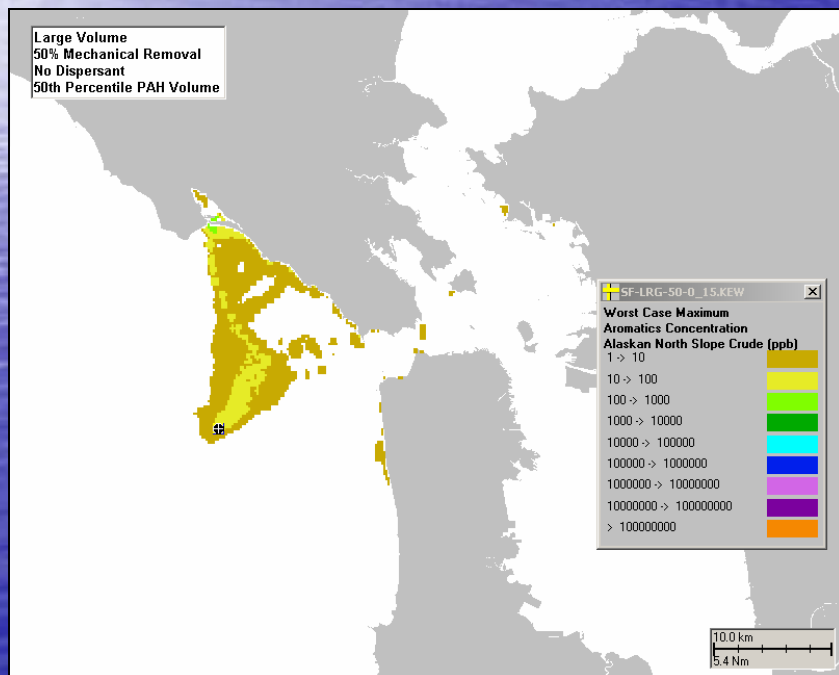 Large Volume
50% Mechanical Removal
No Dispersant
50th Percentile PAH Volume
SF-LRG-50-0_15.KEW
Worst Case Maximum
Aromatics Concentration
Alaskan North Slope Crude (ppb)
1 -> 10
10 -> 100
100 -> 1000
1000 -> 10000
10000 -> 100000
100000 -> 1000000
1000000 -> 10000000
10000000 -> 100000000
> 100000000
10.0 km
5.4 Nm